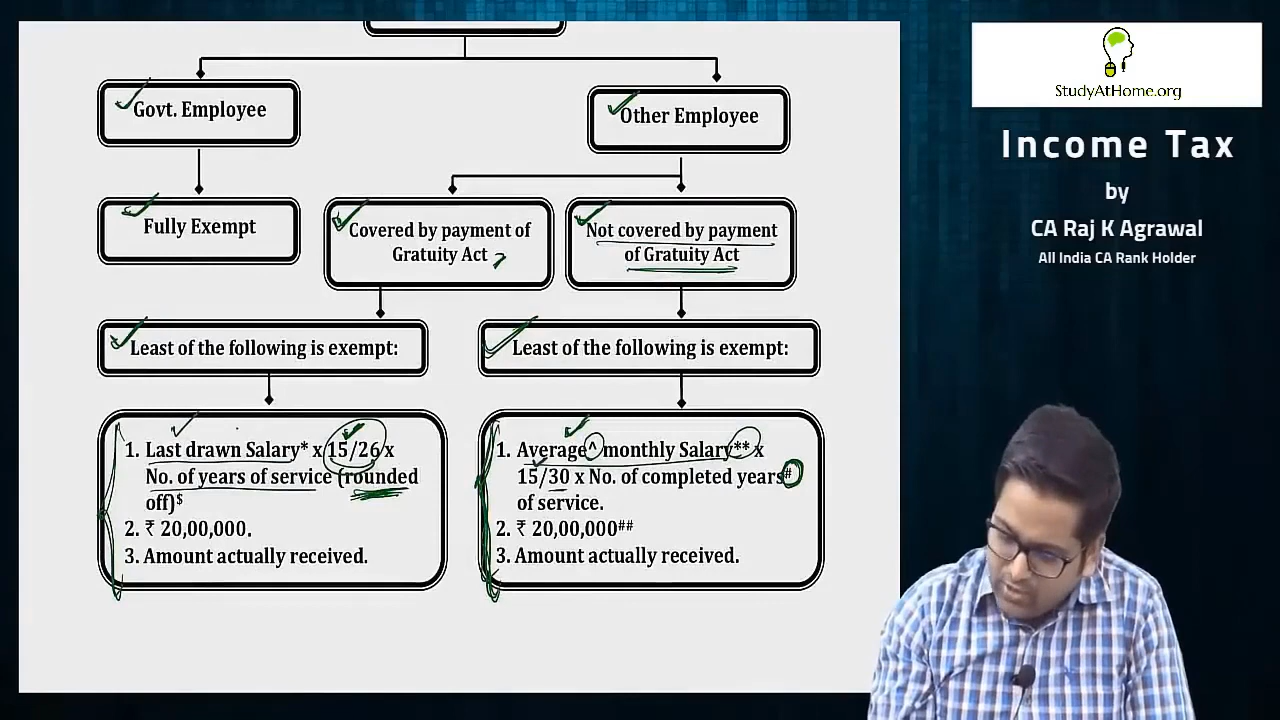 Govt. Employee
Other Employee
Fully Exempt
Covered by payment of
Gratuity Act
Not covered by payment
of Gratuity Act
Least of the following is exempt:
Least of the following is exempt:
1. Last drawn Salary* x 15/26 x
No. of years of service (rounded
off)$
2. ₹ 20,00,000.
3. Amount actually received.
1. Average^ monthly Salary** x
15/30 x No. of completed years#
of service.
2. ₹ 20,00,000##
3. Amount actually received.
StudyAtHome.org
Income Tax
by
CA Raj K Agrawal
All India CA Rank Holder